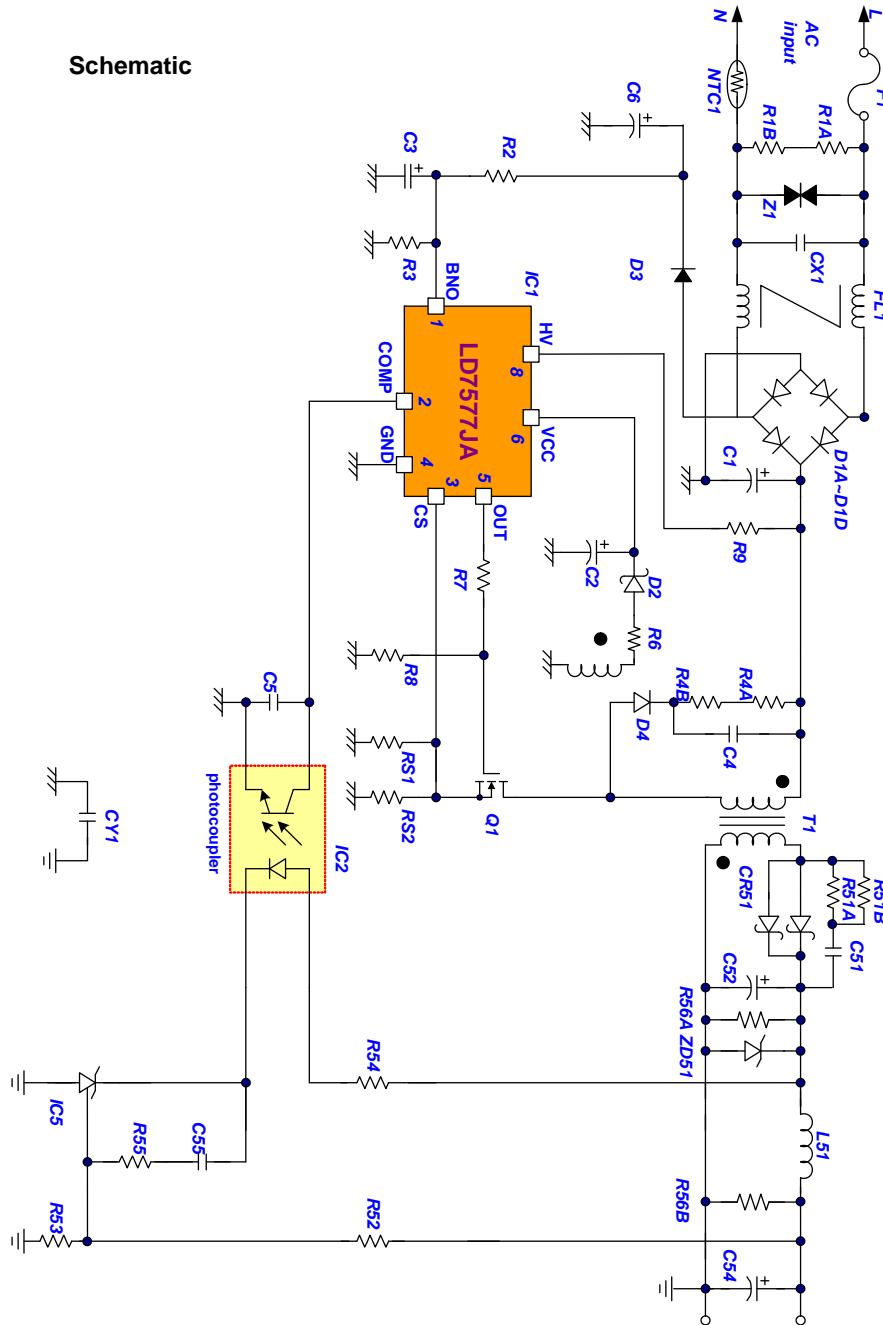 Schematic
N
L
AC
input
F1
NTC1
R1B
R1A
Z1
CX1
FL1
C6
C3
R2
R3
D3
BNO
IC1
1
HV
8
COMP
2
LD7577JA
6
VCC
GND
4
3
5
CS
OUT
C1
D1A~D1D
R9
C2
D2
R6
R7
R8
C5
RS1
RS2
R4B
R4A
D4
C4
Q1
T1
photocoupler
IC2
CY1
CR51
R51A
R51B
C51
C52
R56A
ZD51
R54
L51
IC5
R55
C55
R56B
R53
R52
C54